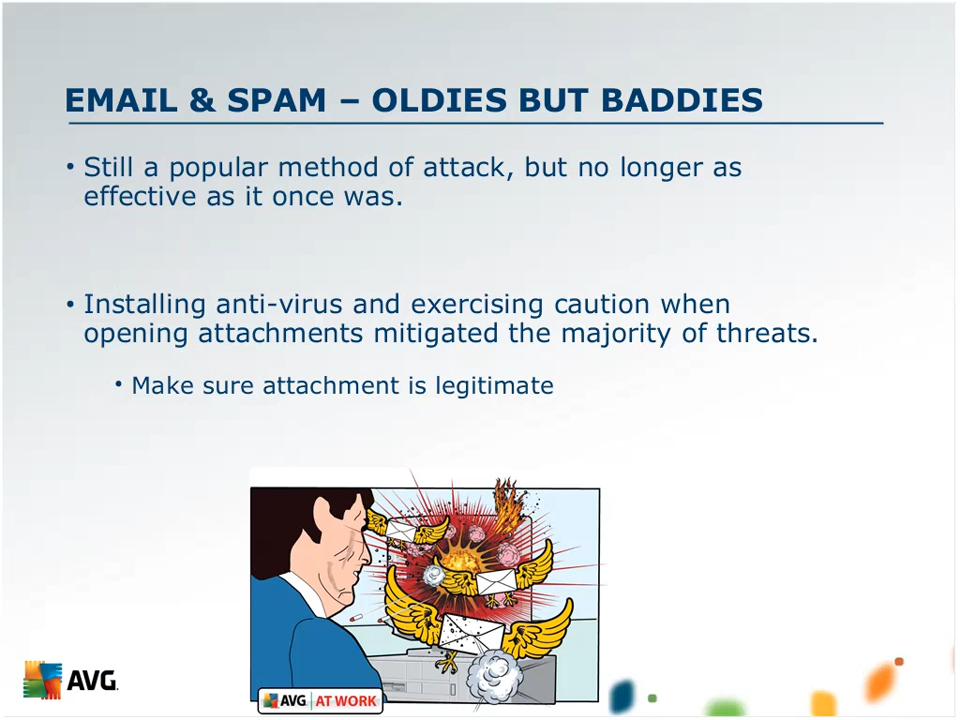 EMAIL & SPAM – OLDIES BUT BADDIES
• Still a popular method of attack, but no longer as
effective as it once was.
• Installing anti-virus and exercising caution when
opening attachments mitigated the majority of threats.
• Make sure attachment is legitimate
AVG.
AVG. AT WORK